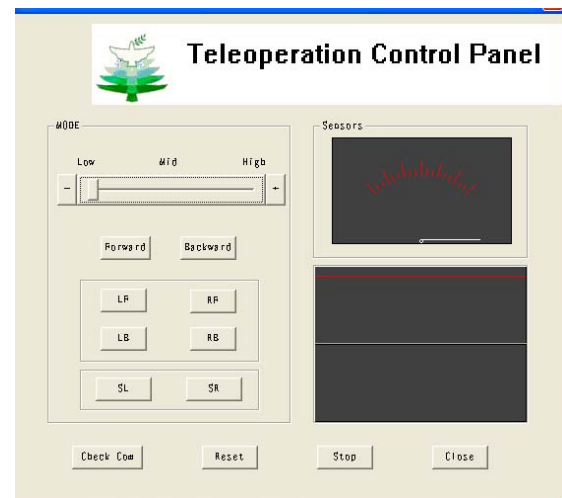 Teleoperation Control Panel
MODE
Sensors
Low Mid High
- +
Forward Backward
LF RF
LB RB
SL SR
Check Com Reset Stop Close